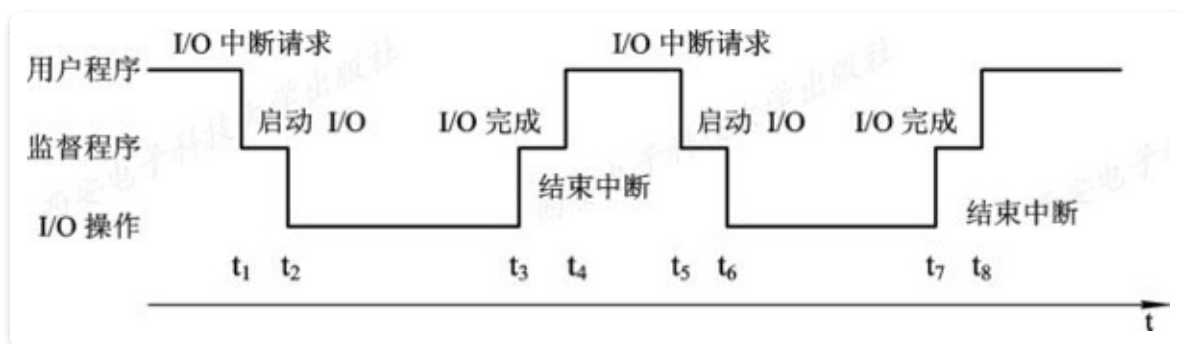 I/O 中断请求 I/O 中断请求
用户程序
启动 I/O I/O 完成 启动 I/O I/O 完成
监督程序
结束中断 结束中断
I/O 操作
t₁ t₂ t₃ t₄ t₅ t₆ t₇ t₈
t